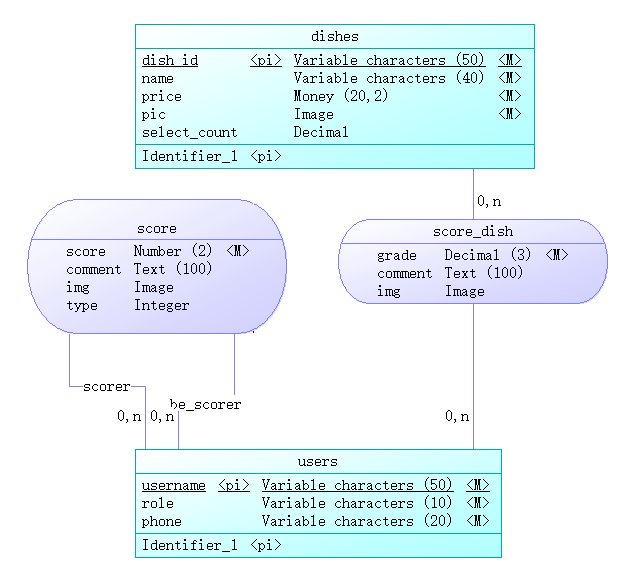 dishes
dish_id <pi> Variable characters (50) <M>
name Variable characters (40) <M>
price Money (20,2) <M>
pic Image <M>
select_count Decimal
Identifier_1 <pi>
0,n
score
score Number (2) <M>
comment Text (100)
img Image
type Integer
score_dish
grade Decimal (3) <M>
comment Text (100)
img Image
scorer
be_scorer
0,n 0,n
0,n
users
username <pi> Variable characters (50) <M>
role Variable characters (10) <M>
phone Variable characters (20) <M>
Identifier_1 <pi>